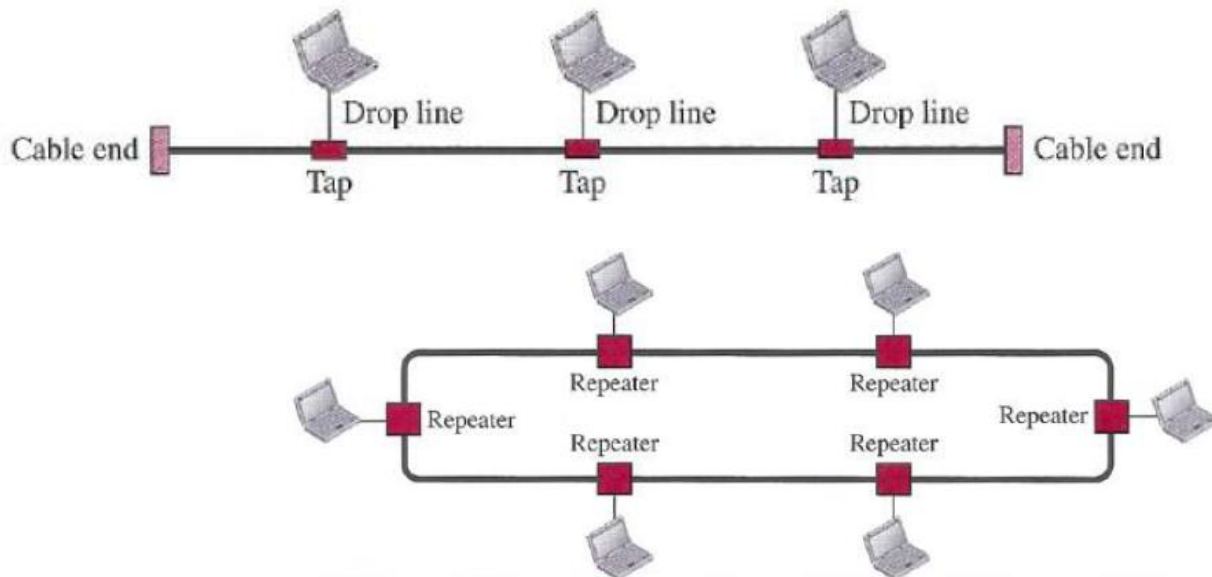 Drop line Drop line Drop line
Cable end Cable end
Tap Tap Tap
Repeater Repeater
Repeater Repeater
Repeater Repeater